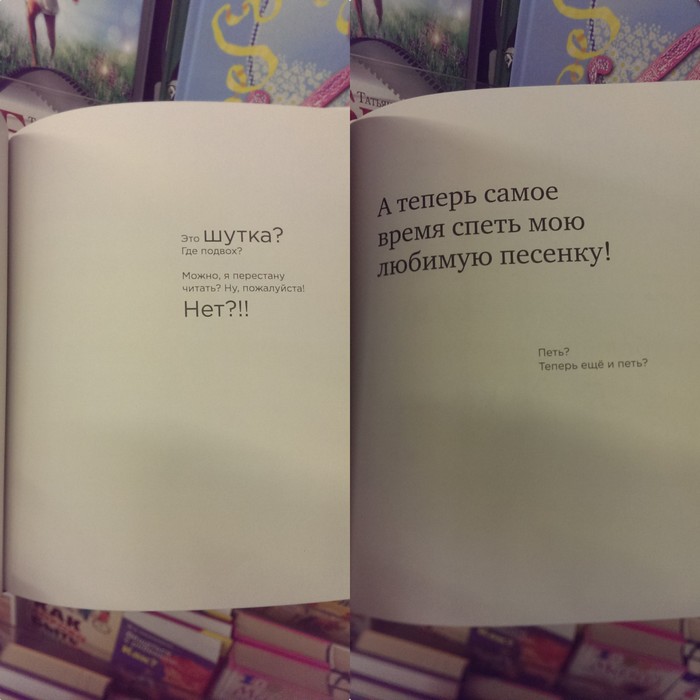 Это шутка?
Где подвох?
Можно, я перестану
читать? Ну, пожалуйста!
Нет?!!
А теперь самое
время спеть мою
любимую песенку!
Петь?
Теперь ещё и петь?